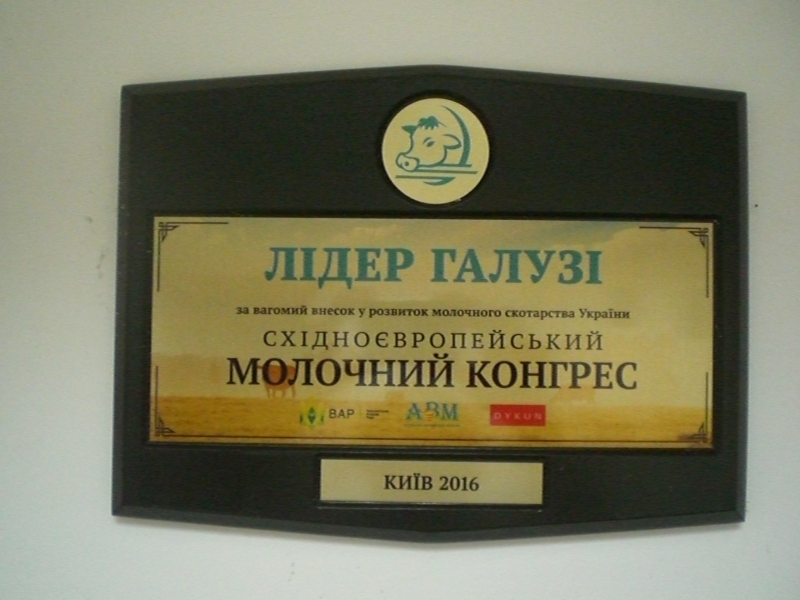 ЛІДЕР ГАЛУЗІ
за вагомий внесок у розвиток молочного скотарства України
СХІДНОЄВРОПЕЙСЬКИЙ
МОЛОЧНИЙ КОНГРЕС
ВАР АВМ DYKUN
КИЇВ 2016